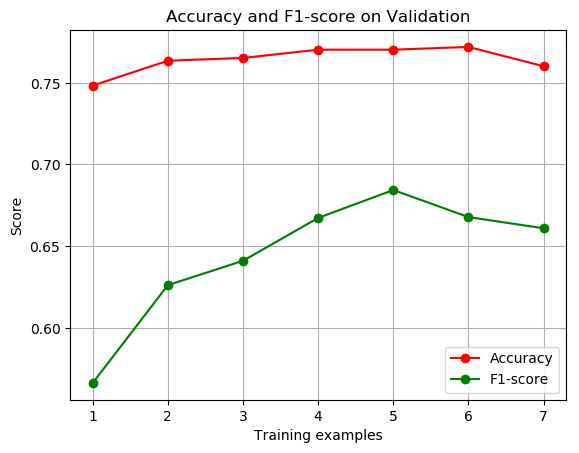 Accuracy and F1-score on Validation
Score
0.75
0.70
0.65
0.60
Accuracy
F1-score
1 2 3 4 5 6 7
Training examples